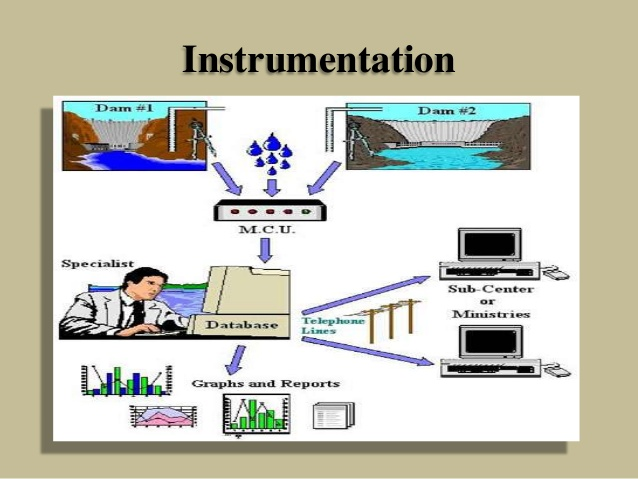 Instrumentation
Dam #1
Dam #2
M.C.U.
Specialist
Database
Telephone
Lines
Sub-Center
or
Ministries
Graphs and Reports